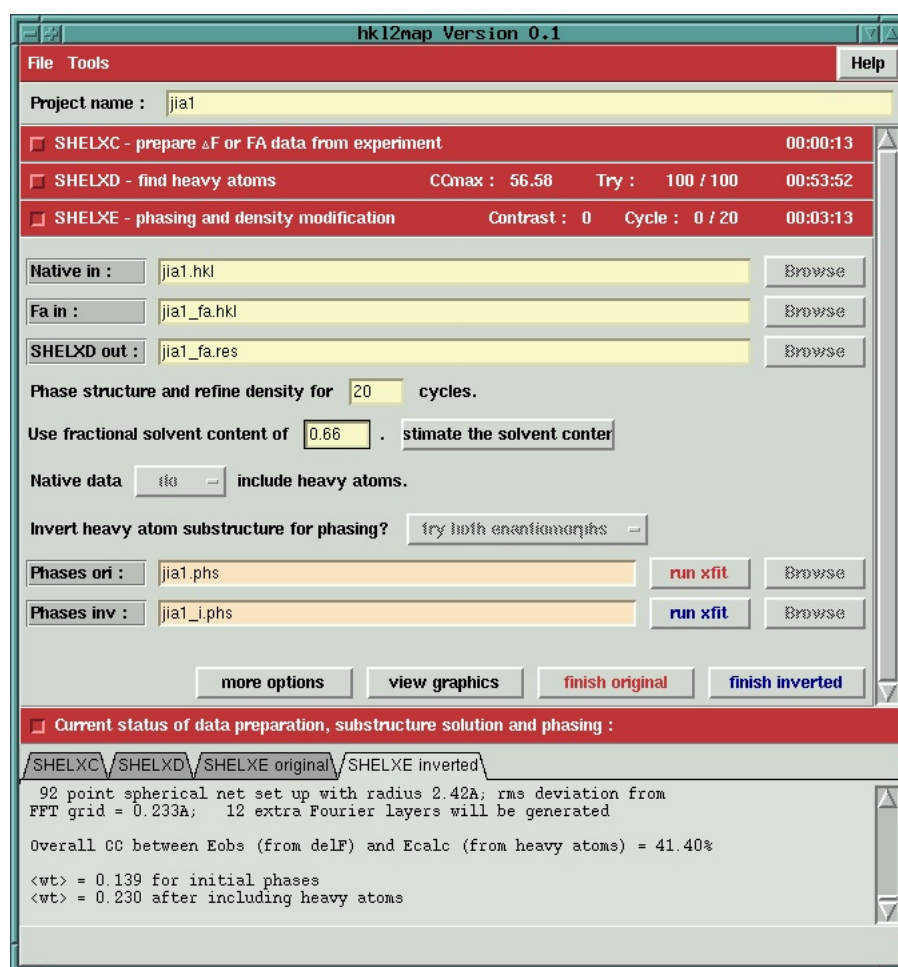 hkl2map Version 0.1
File Tools Help
Project name : jia1
SHELXC - prepare ▵F or FA data from experiment 00:00:13
SHELXD - find heavy atoms CCmax : 56.58 Try : 100 / 100 00:53:52
SHELXE - phasing and density modification Contrast : 0 Cycle : 0 / 20 00:03:13
Native in : jia1.hkl Browse
Fa in : jia1_fa.hkl Browse
SHELXD out : jia1_fa.res Browse
Phase structure and refine density for 20 cycles.
Use fractional solvent content of 0.66 . stimate the solvent conter
Native data do include heavy atoms.
Invert heavy atom substructure for phasing? try both enantiomorphs
Phases ori : jia1.phs run xfit Browse
Phases inv : jia1_i.phs run xfit Browse
more options view graphics finish original finish inverted
Current status of data preparation, substructure solution and phasing :
SHELXC SHELXD SHELXE original SHELXE inverted
92 point spherical net set up with radius 2.42A; rms deviation from
FFT grid = 0.233A; 12 extra Fourier layers will be generated
Overall CC between Eobs (from delF) and Ecalc (from heavy atoms) = 41.40%
<wt> = 0.139 for initial phases
<wt> = 0.230 after including heavy atoms